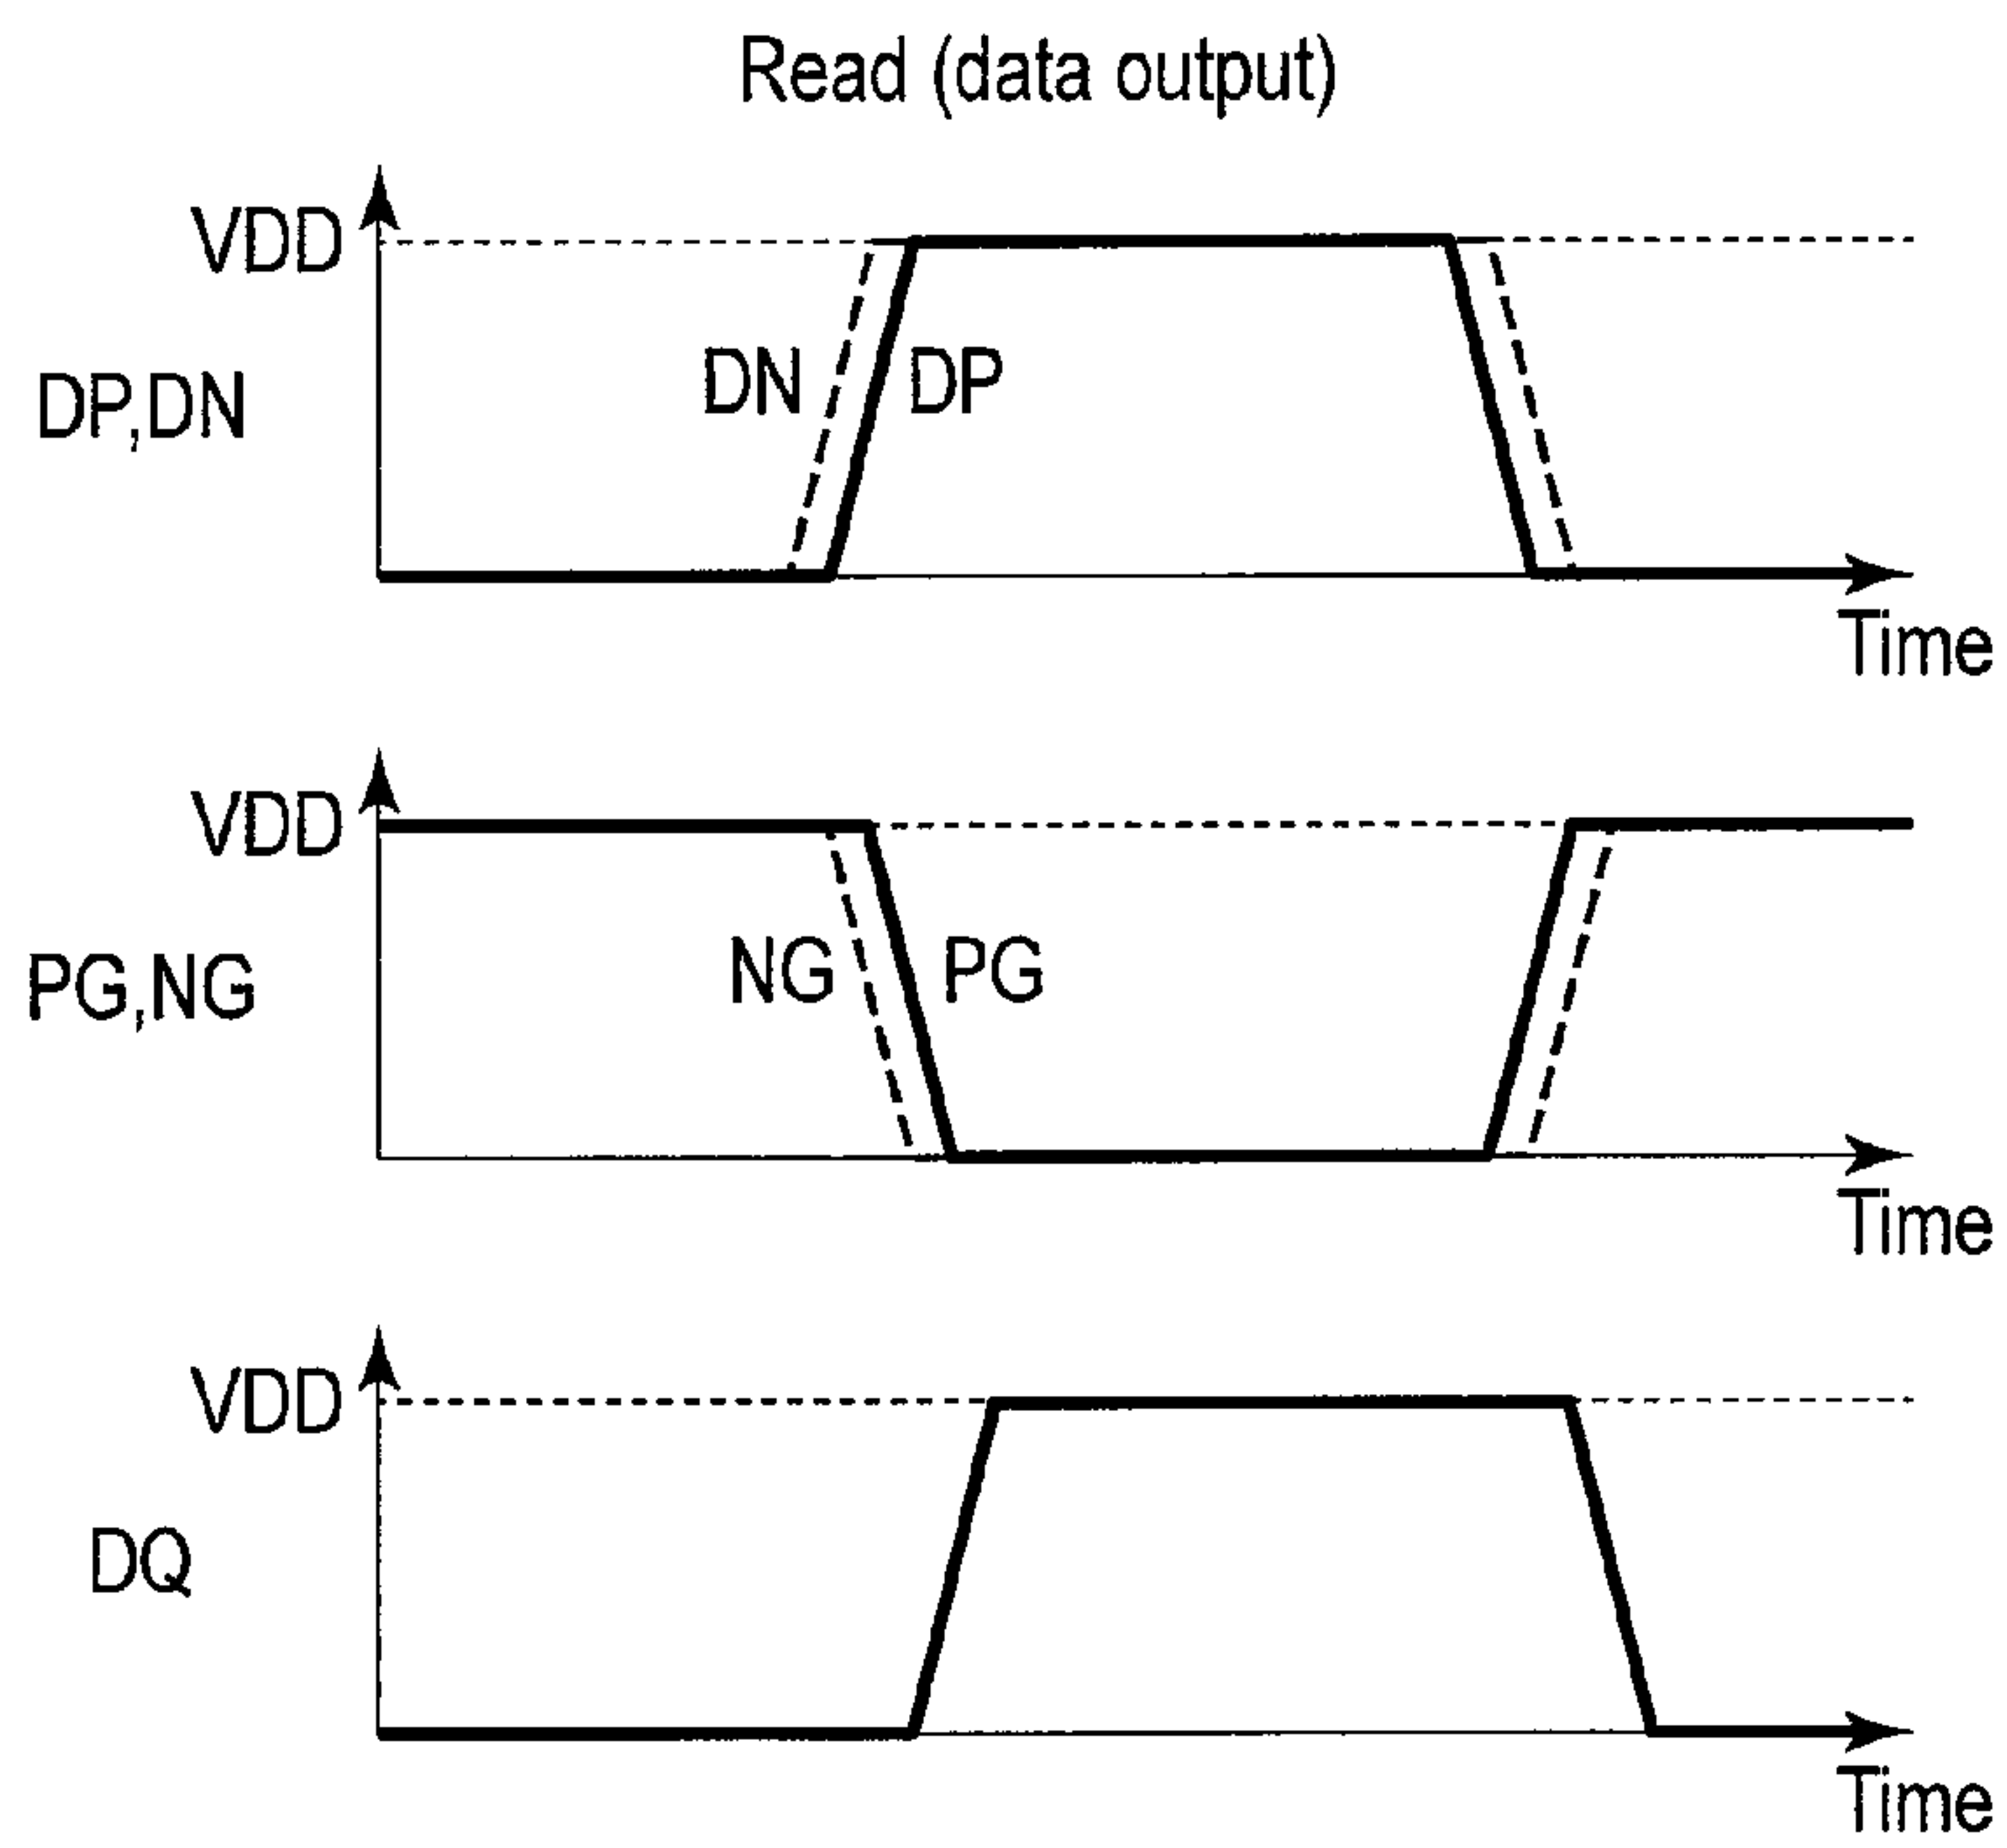 Read (data output)
VDD
DN DP
DP,DN
Time
VDD
NG PG
PG,NG
Time
VDD
DQ
Time